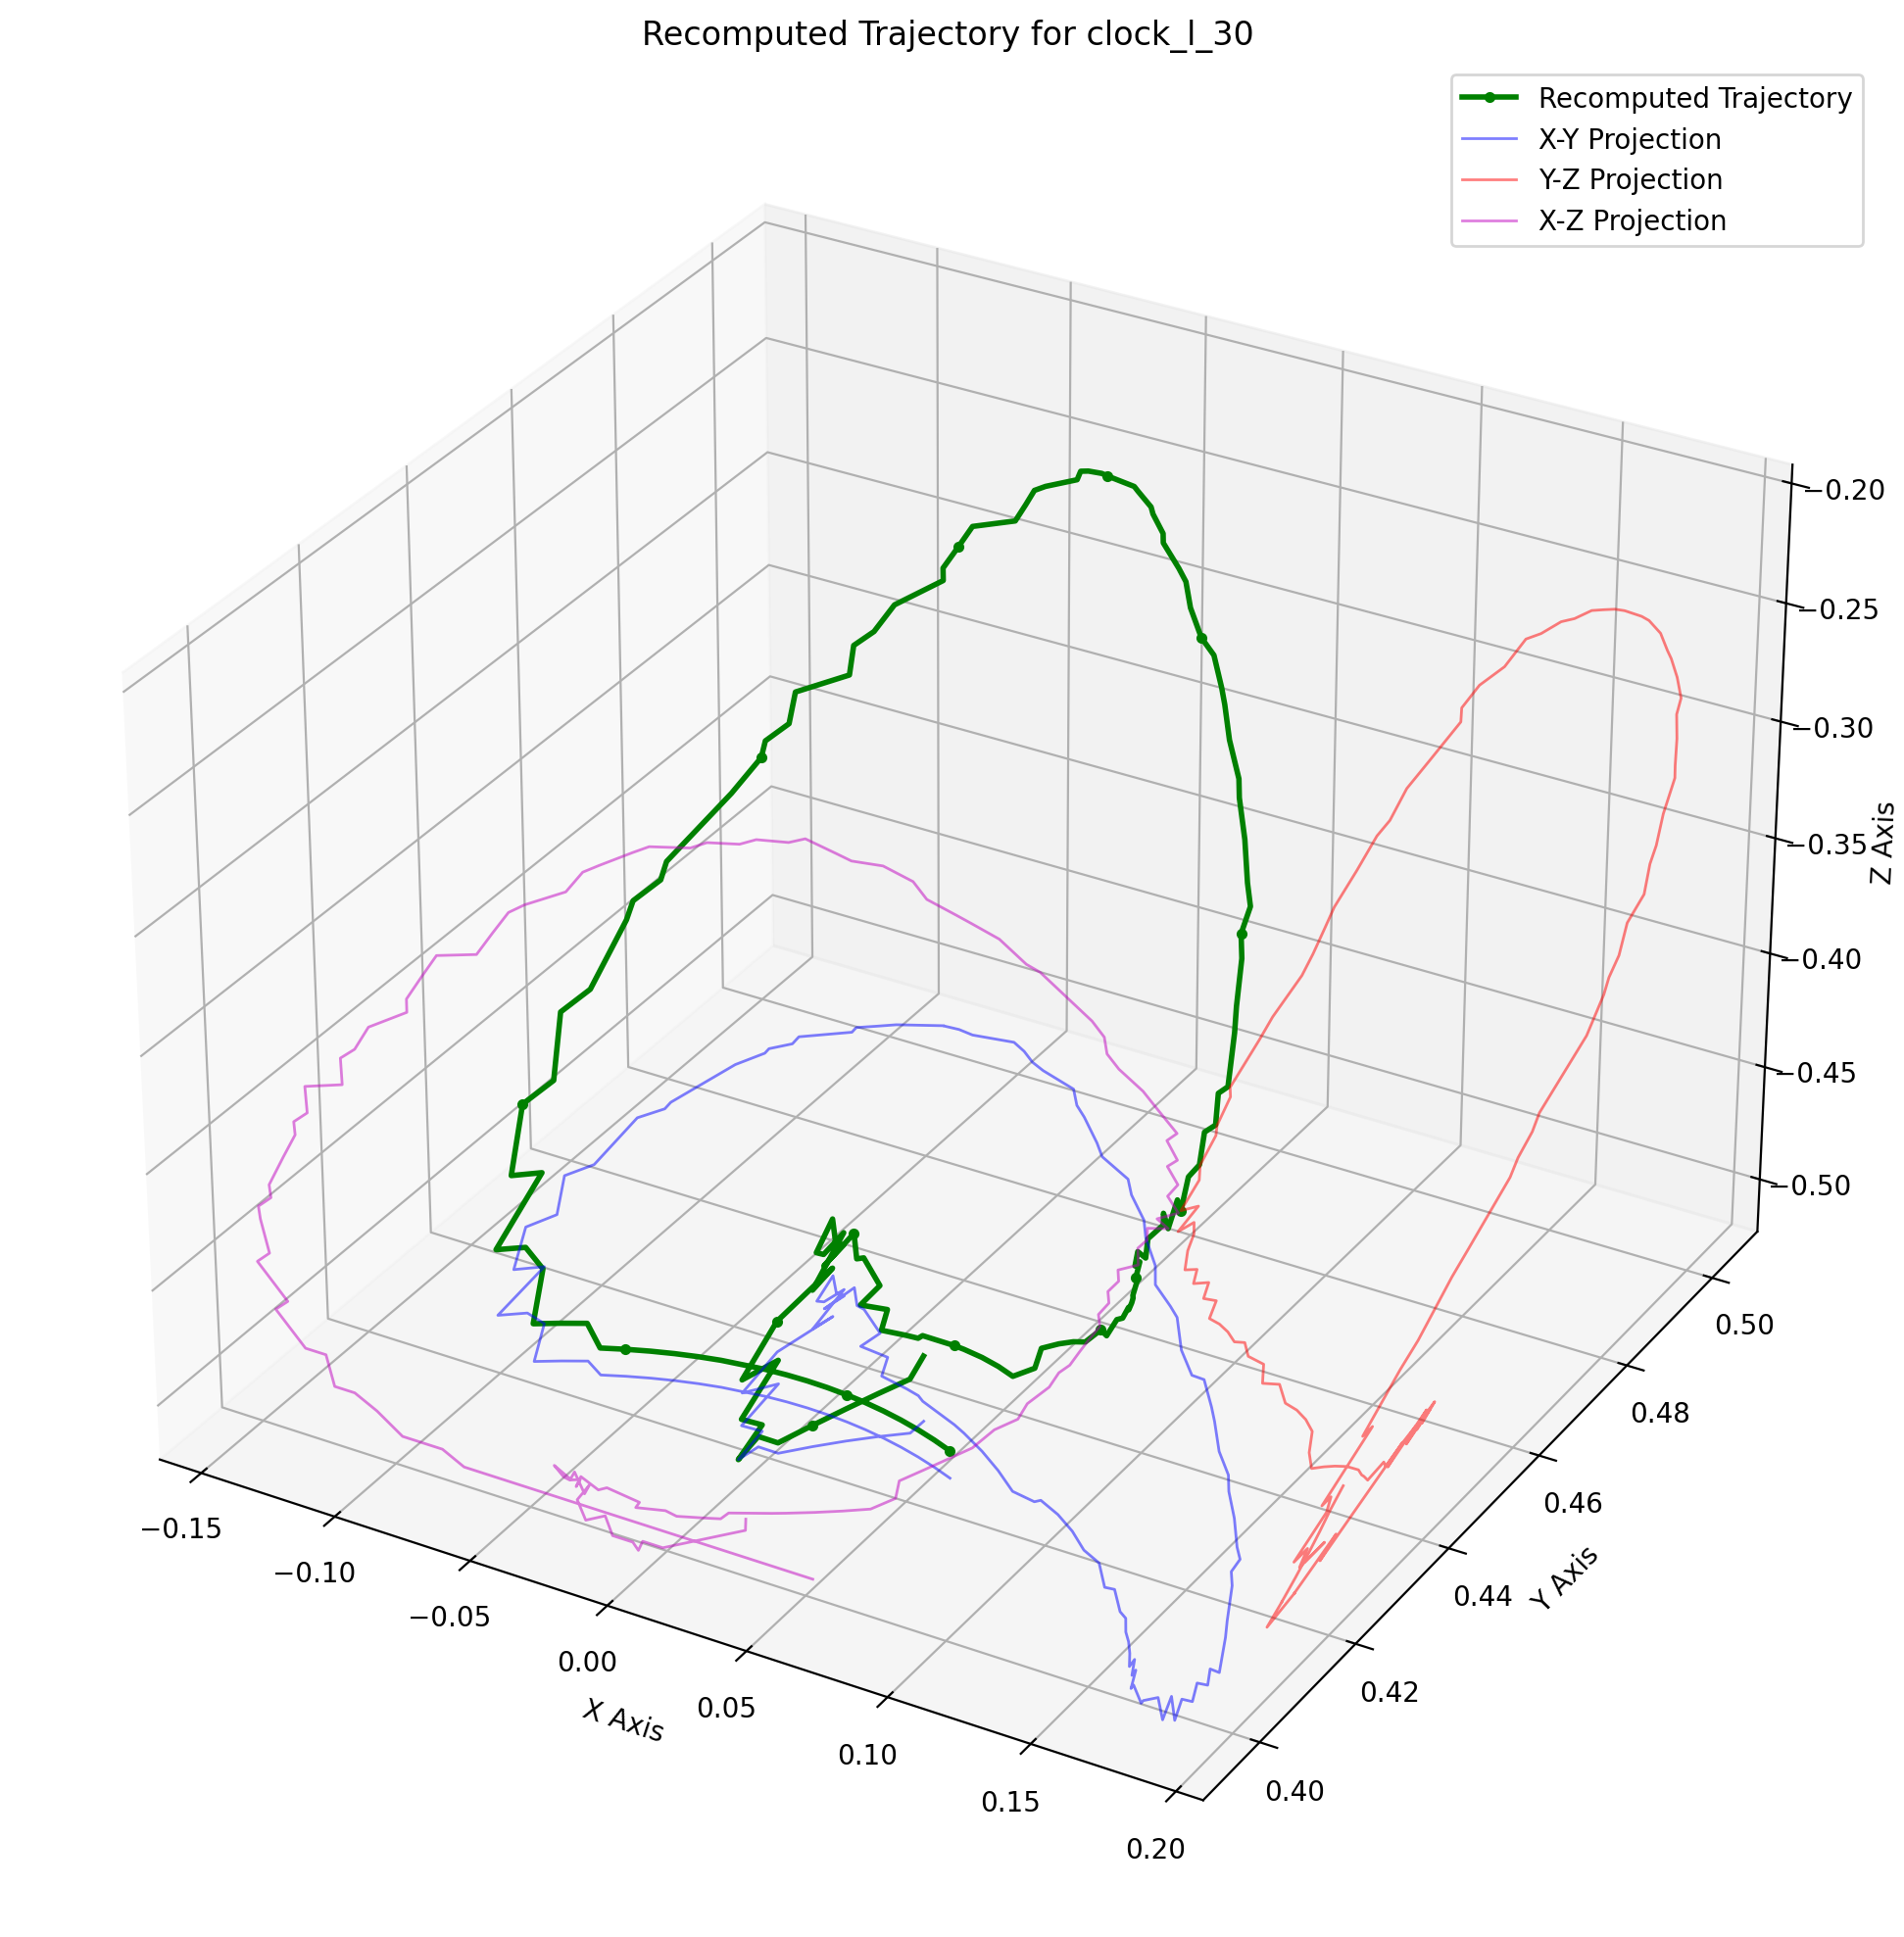 Recomputed Trajectory for clock_l_30
Recomputed Trajectory
X-Y Projection
Y-Z Projection
X-Z Projection
−0.20
−0.25
−0.30
−0.35
−0.40
−0.45
−0.50
Z Axis
0.50
0.48
0.46
0.44
0.42
0.40
Y Axis
−0.15
−0.10
−0.05
0.00
0.05
0.10
0.15
0.20
X Axis